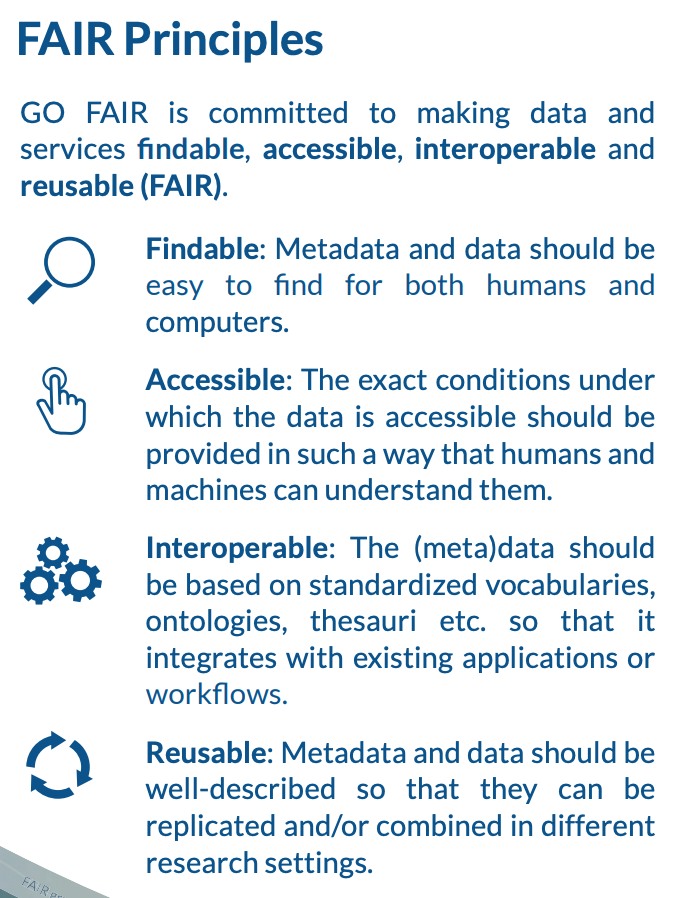 FAIR Principles
GO FAIR is committed to making data and
services findable, accessible, interoperable and
reusable (FAIR).
Findable: Metadata and data should be
easy to find for both humans and
computers.
Accessible: The exact conditions under
which the data is accessible should be
provided in such a way that humans and
machines can understand them.
Interoperable: The (meta)data should
be based on standardized vocabularies,
ontologies, thesauri etc. so that it
integrates with existing applications or
workflows.
Reusable: Metadata and data should be
well-described so that they can be
replicated and/or combined in different
research settings.
FAIR